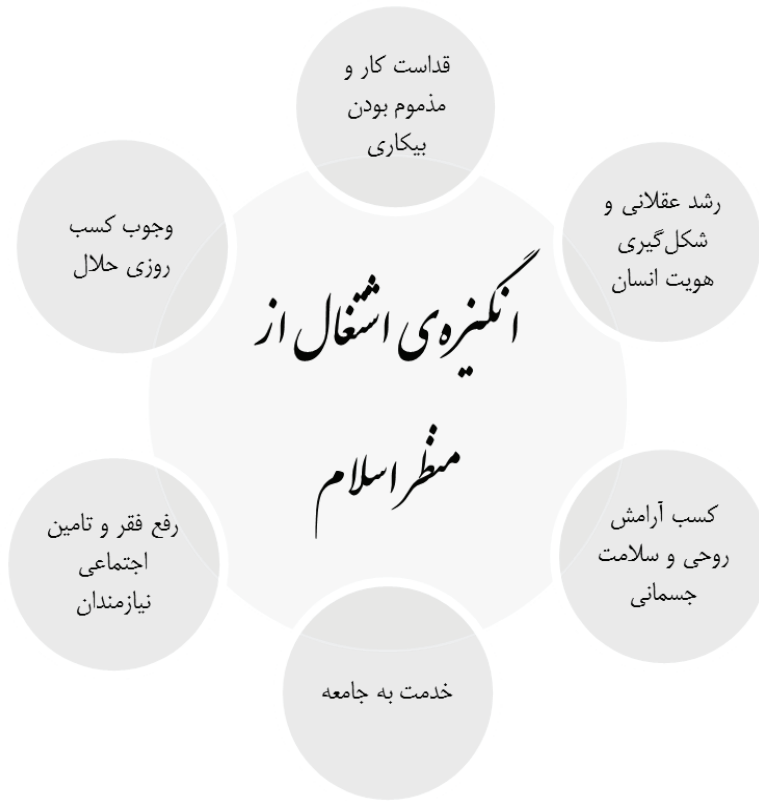 قداست کار و
مذموم بودن
بیکاری
رشد عقلانی و
شکل‌گیری
هویت انسان
کسب آرامش
روحی و سلامت
جسمانی
خدمت به جامعه
رفع فقر و تامین
اجتماعی
نیازمندان
وجوب کسب
روزی حلال
انگیزه‌ی اشتغال از
منظر اسلام